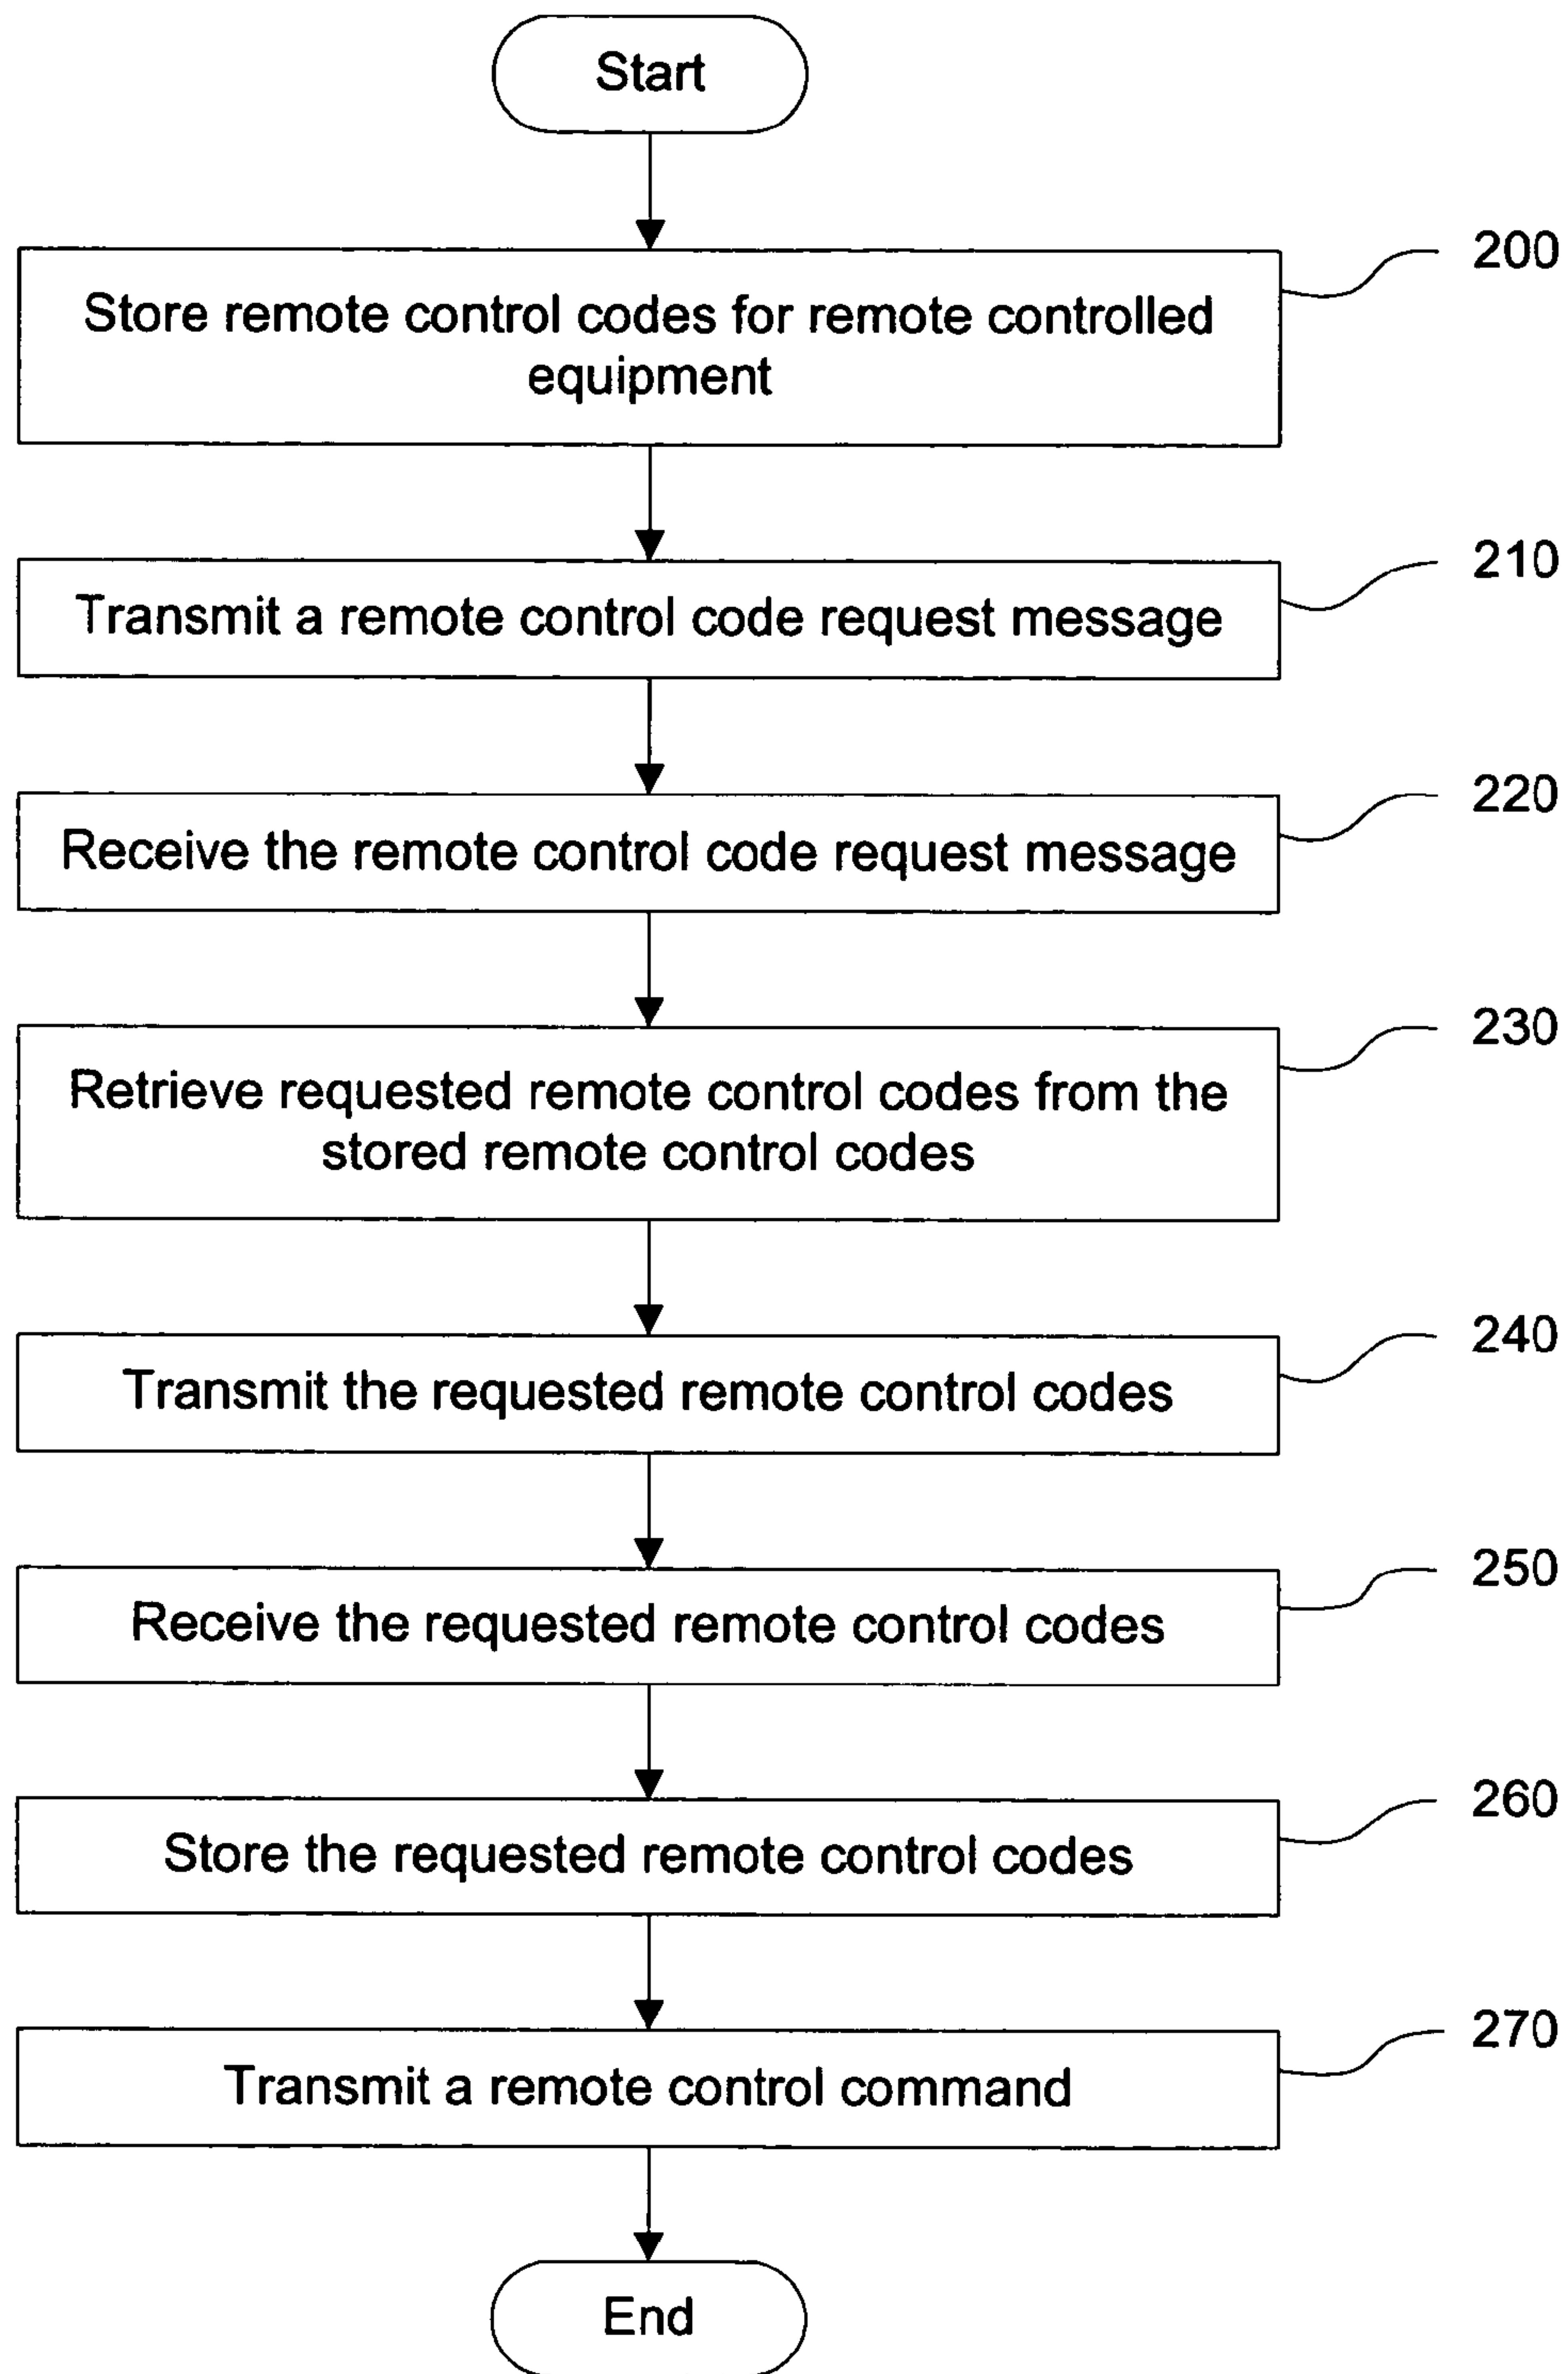 Start
200
Store remote control codes for remote controlled
equipment
210
Transmit a remote control code request message
220
Receive the remote control code request message
230
Retrieve requested remote control codes from the
stored remote control codes
240
Transmit the requested remote control codes
250
Receive the requested remote control codes
260
Store the requested remote control codes
270
Transmit a remote control command
End